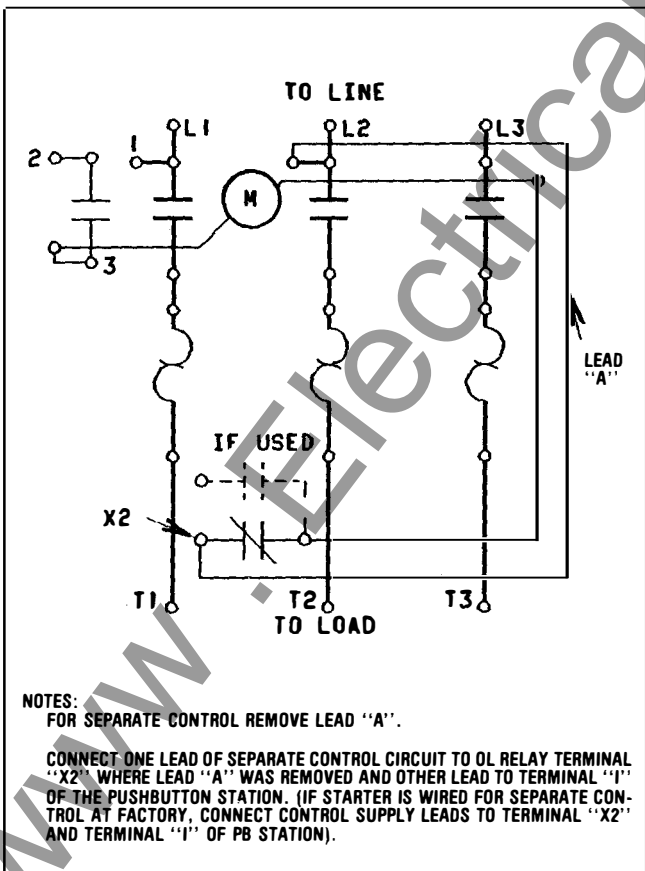 TO LINE
L1 L2 L3
1
2
M
3
LEAD
"A"
IF USED
X2
T1 T2 T3
TO LOAD
NOTES:
FOR SEPARATE CONTROL REMOVE LEAD "A".
CONNECT ONE LEAD OF SEPARATE CONTROL CIRCUIT TO OL RELAY TERMINAL
"X2" WHERE LEAD "A" WAS REMOVED AND OTHER LEAD TO TERMINAL "I"
OF THE PUSHBUTTON STATION. (IF STARTER IS WIRED FOR SEPARATE CON-
TROL AT FACTORY, CONNECT CONTROL SUPPLY LEADS TO TERMINAL "X2"
AND TERMINAL "I" OF PB STATION).
www.Electrica